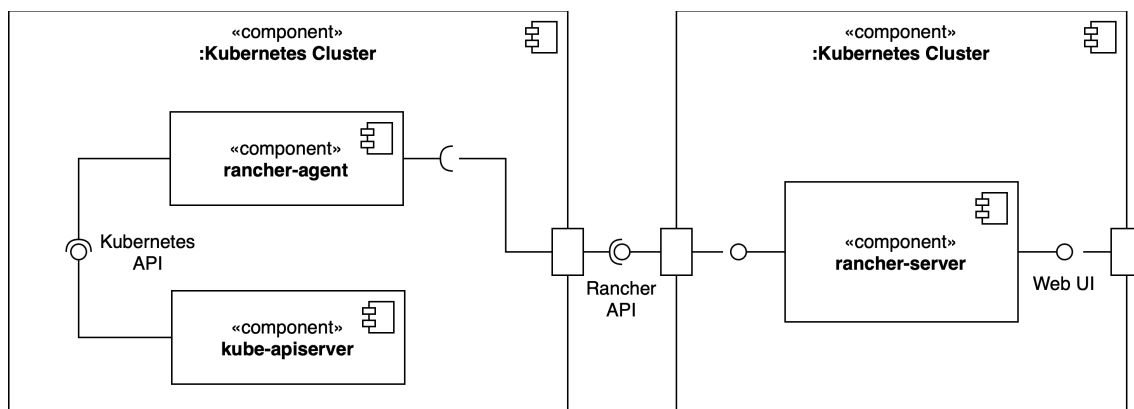 «component»
:Kubernetes Cluster
«component»
rancher-agent
Kubernetes
API
«component»
kube-apiserver
Rancher
API
«component»
:Kubernetes Cluster
«component»
rancher-server
Web UI